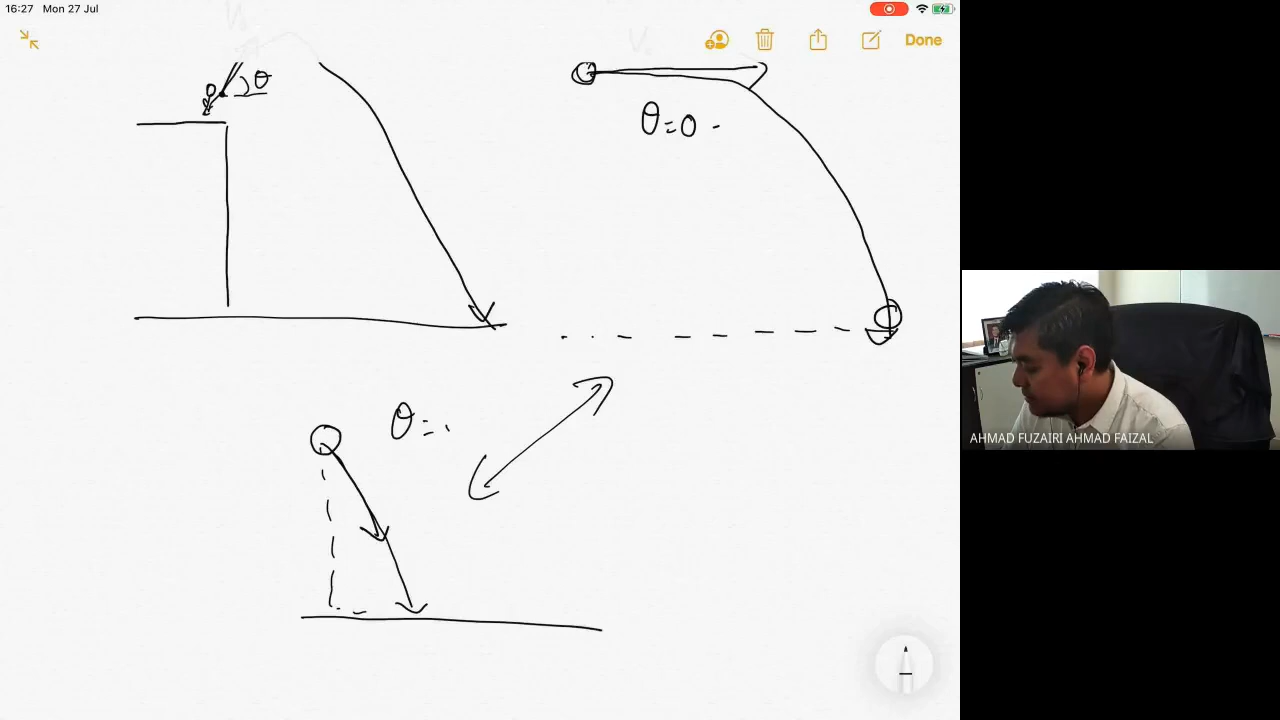 16:27 Mon 27 Jul
Done
θ
θ=0
θ=
AHMAD FUZAIRI AHMAD FAIZAL